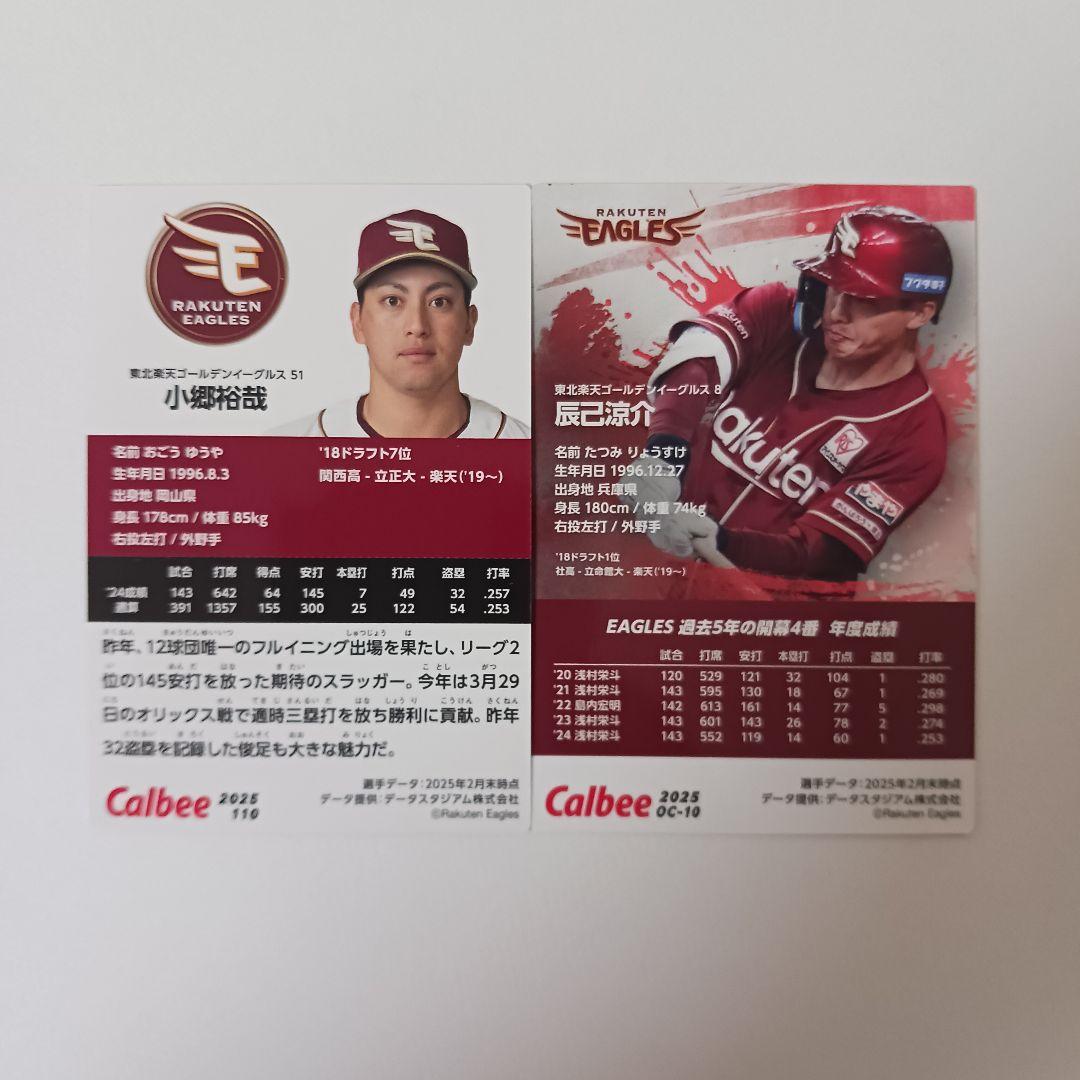 RAKUTEN
EAGLES
東北楽天ゴールデンイーグルス 51
小郷裕哉
名前 おごう ゆうや
生年月日 1996.8.3
出身地 岡山県
身長 178cm / 体重 85kg
右投左打 / 外野手
'18ドラフト7位
関西高 - 立正大 - 楽天('19〜)
試合 打席 得点 安打 本塁打 打点 盗塁 打率
'24成績 143 642 64 145 7 49 32 .257
通算 391 1357 155 300 25 122 54 .253
昨年、12球団唯一のフルイニング出場を果たし、リーグ2
位の145安打を放った期待のスラッガー。今年は3月29
日のオリックス戦で適時三塁打を放ち勝利に貢献。昨年
32盗塁を記録した俊足も大きな魅力だ。
選手データ：2025年2月末時点
データ提供：データスタジアム株式会社
©Rakuten Eagles
Calbee 2025
110
RAKUTEN
EAGLES
フクダ電子
Rakuten
Rakuten
やまや
東北楽天ゴールデンイーグルス 8
辰己涼介
名前 たつみ りょうすけ
生年月日 1996.12.27
出身地 兵庫県
身長 180cm / 体重 74kg
右投左打 / 外野手
'18ドラフト1位
社高 - 立命館大 - 楽天('19〜)
EAGLES 過去5年の開幕4番 年度成績
試合 打席 安打 本塁打 打点 盗塁 打率
'20 浅村栄斗 120 529 121 32 104 1 .280
'21 浅村栄斗 143 595 130 18 67 1 .269
'22 島内宏明 142 613 161 14 77 5 .298
'23 浅村栄斗 143 601 143 26 78 2 .274
'24 浅村栄斗 143 552 119 14 60 1 .253
選手データ：2025年2月末時点
データ提供：データスタジアム株式会社
©Rakuten Eagles
Calbee 2025
OC-10